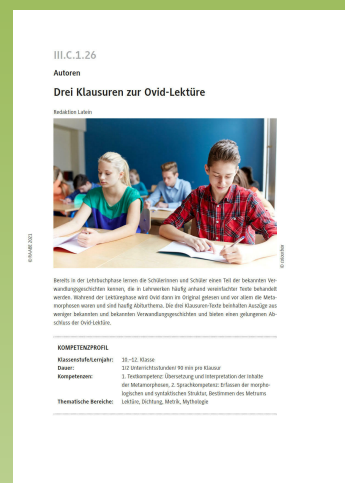 III.C.1.26
Autoren
Drei Klausuren zur Ovid-Lektüre
Redaktion Latein
© RAABE 2021
© colourbox
Bereits in der Lehrbuchphase lernen die Schülerinnen und Schüler einen Teil der bekannten Ver-
wandlungsgeschichten kennen, die in Lehrwerken häufig anhand vereinfachter Texte behandelt
werden. Während der Lektürephase wird Ovid dann im Original gelesen und vor allem die Meta-
morphosen waren und sind häufig Abiturthema. Die drei Klausuren-Texte beinhalten Auszüge aus
weniger bekannten und bekannten Verwandlungsgeschichten und bieten einen gelungenen Ab-
schluss der Ovid-Lektüre.
KOMPETENZPROFIL
Klassenstufe/Lernjahr: 10.–12. Klasse
Dauer: 1/2 Unterrichtsstunden/ 90 min pro Klausur
Kompetenzen: 1. Textkompetenz: Übersetzung und Interpretation der Inhalte
der Metamorphosen, 2. Sprachkompetenz: Erfassen der morpho-
logischen und syntaktischen Struktur, Bestimmen des Metrums
Thematische Bereiche: Lektüre, Dichtung, Metrik, Mythologie